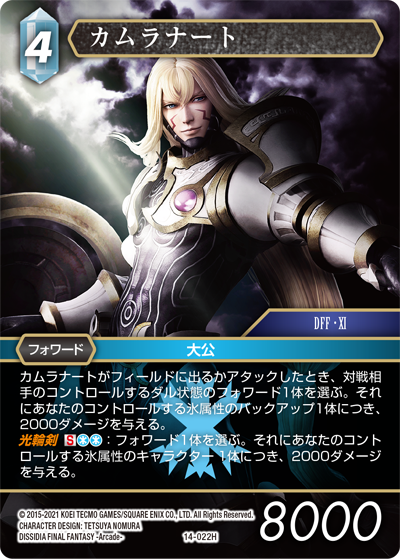 4
カムラナート
DFF・XI
フォワード
大公
カムラナートがフィールドに出るかアタックしたとき、対戦相
手のコントロールするダル状態のフォワード1体を選ぶ。それ
にあなたのコントロールする氷属性のバックアップ1体につき、
2000ダメージを与える。
光輪剣 S：フォワード1体を選ぶ。それにあなたのコント
ロールする氷属性のキャラクター1体につき、2000ダメージ
を与える。
© 2015-2021 KOEI TECMO GAMES/SQUARE ENIX CO., LTD. All Rights Reserved.
CHARACTER DESIGN: TETSUYA NOMURA
DISSIDIA FINAL FANTASY -Arcade-
14-022H
8000